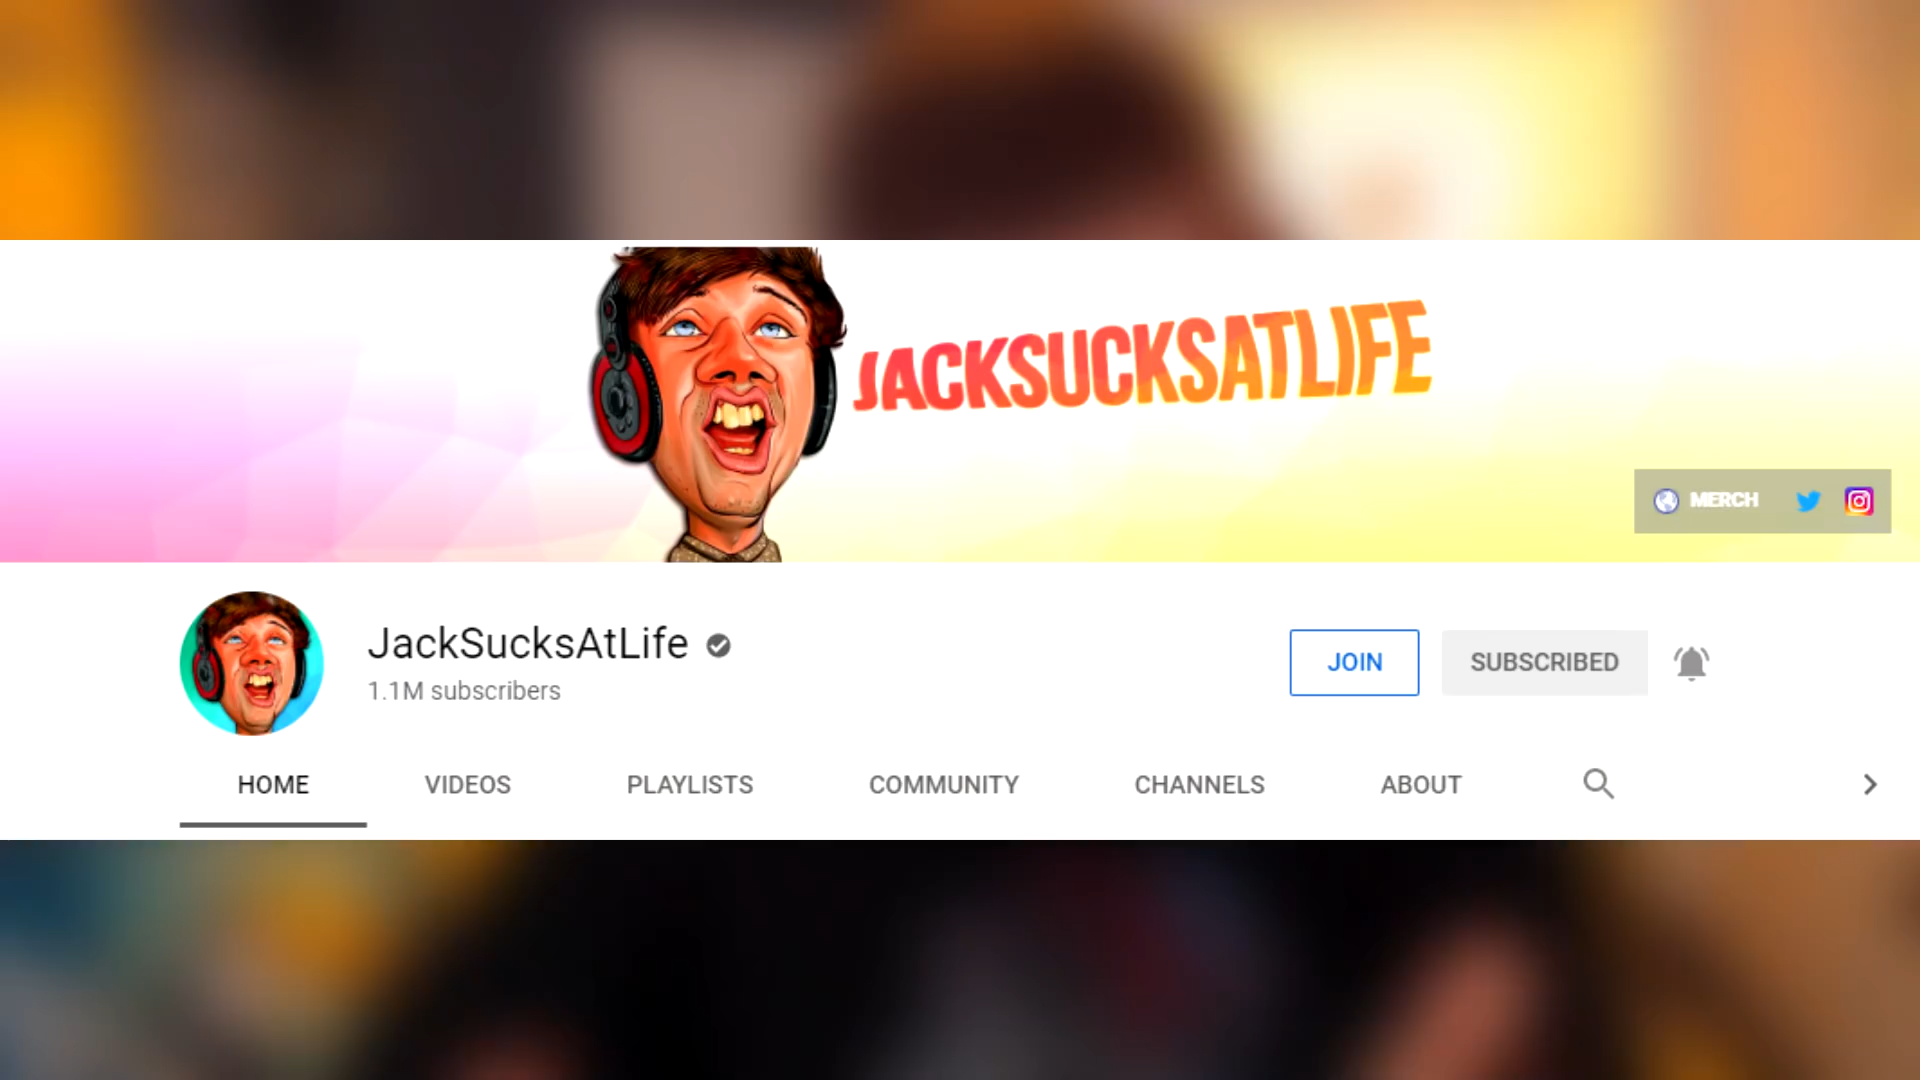 JACKSUCKSATLIFE
MERCH
JackSucksAtLife
1.1M subscribers
JOIN
SUBSCRIBED
HOME VIDEOS PLAYLISTS COMMUNITY CHANNELS ABOUT